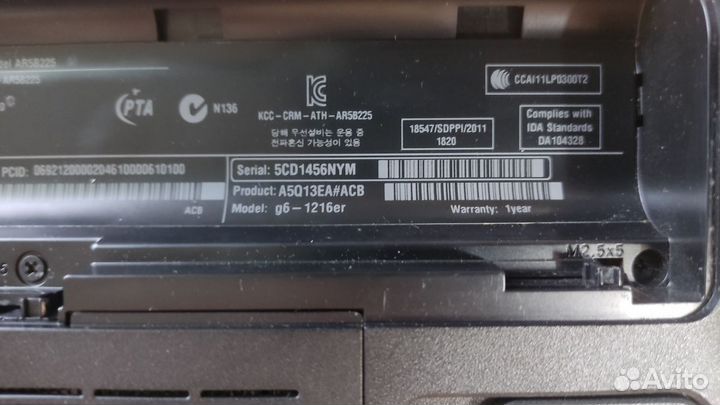 AR5B225
AR5B225
PTA
N136
KCC-CRM-ATH-AR5B225
당해 무선설비는 운용 중
전파혼신 가능성이 있음
CCAI11LP0300T2
18547/SDPPI/2011
1820
Complies with
IDA Standards
DA104328
PCID: 0692120000204610000610100
ACB
Serial: 5CD1456NYM
Product: A5Q13EA#ACB
Model: g6-1216er
Warranty: 1year
M2.5x5
5
Avito